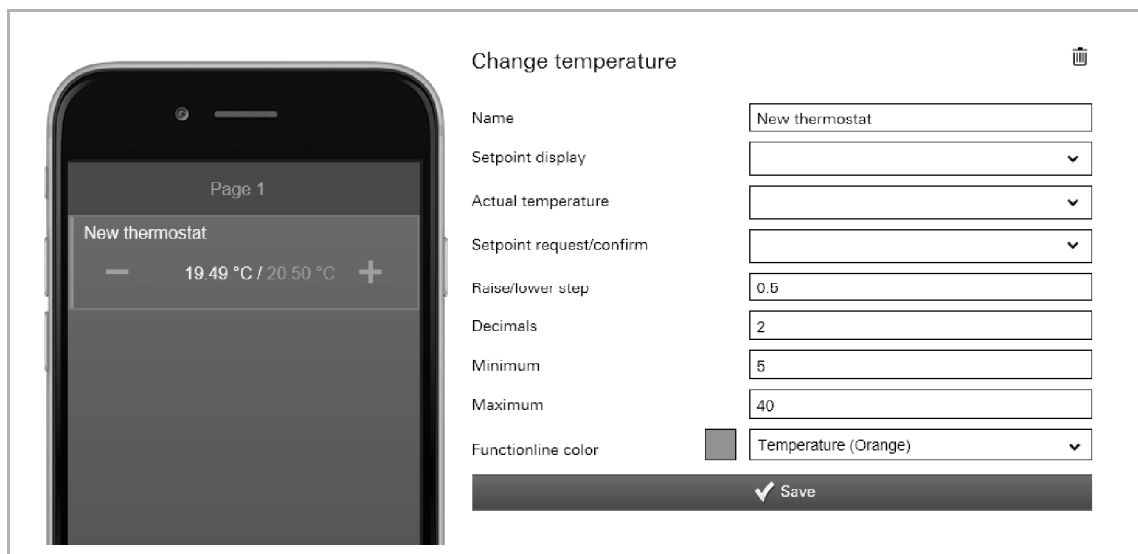 Page 1
New thermostat
19.49 °C / 20.50 °C
Change temperature
Name New thermostat
Setpoint display
Actual temperature
Setpoint request/confirm
Raise/lower step 0.5
Decimals 2
Minimum 5
Maximum 40
Functionline color Temperature (Orange)
Save